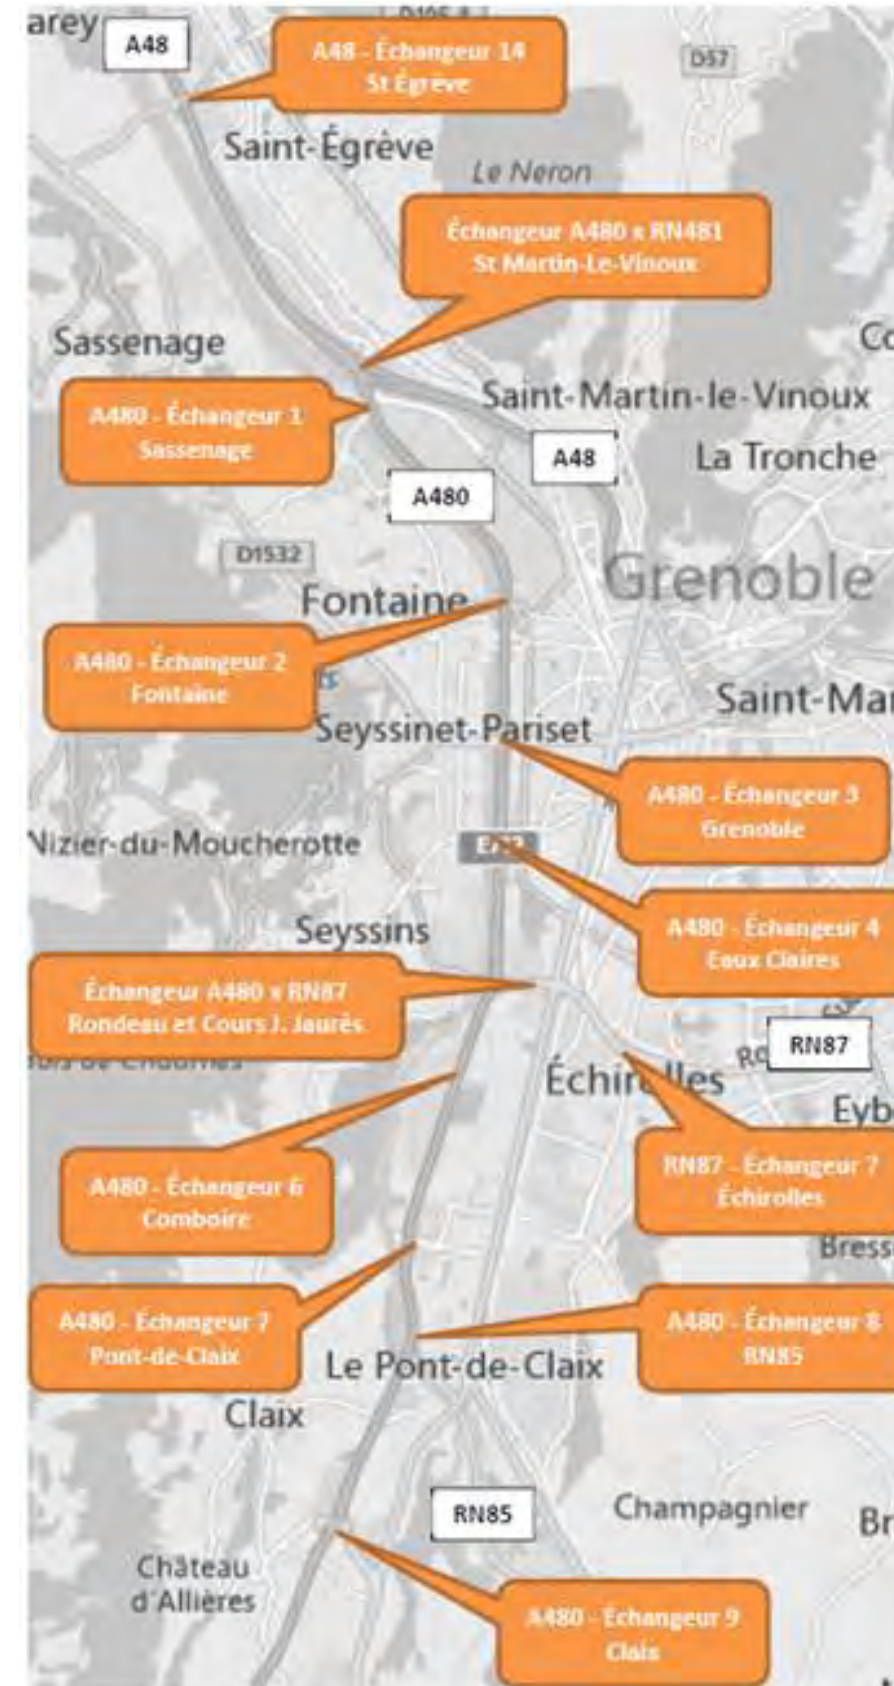 arey
A48
A48 - Échangeur 14
St Égrève
D57
Saint-Égrève
Le Neron
Échangeur A480 x RN481
St Martin-Le-Vinoux
Sassenage
Co
A480 - Échangeur 1
Sassenage
Saint-Martin-le-Vinoux
A48
La Tronche
A480
D1532
Grenoble
Fontaine
A480 - Échangeur 2
Fontaine
ts
Saint-Mar
Seyssinet-Pariset
A480 - Échangeur 3
Grenoble
Nizier-du-Moucherotte
A480 - Échangeur 4
Eaux Claires
Seyssins
Échangeur A480 x RN87
Rondeau et Cours J. Jaurès
RN87
Échirolles
Eyb
A480 - Échangeur 6
Comboire
RN87 - Échangeur 7
Échirolles
Bress
A480 - Échangeur 7
Pont-de-Claix
A480 - Échangeur 8
RN85
Le Pont-de-Claix
Claix
RN85
Champagnier
Br
Château
d'Allières
A480 - Échangeur 9
Claix